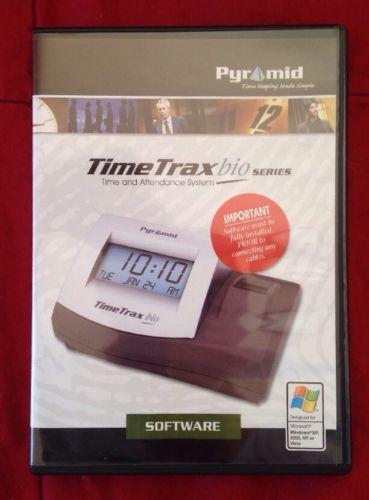 Pyramid
Time Keeping Made Simple
12
TimeTrax bio SERIES
Time and Attendance System
IMPORTANT
Software must be
fully installed
PRIOR to
connecting any
cables.
Pyramid
10:10
TUE JAN 24 AM
TimeTrax bio
SOFTWARE
Designed for
Microsoft®
Windows®XP,
2000, NT or
Vista